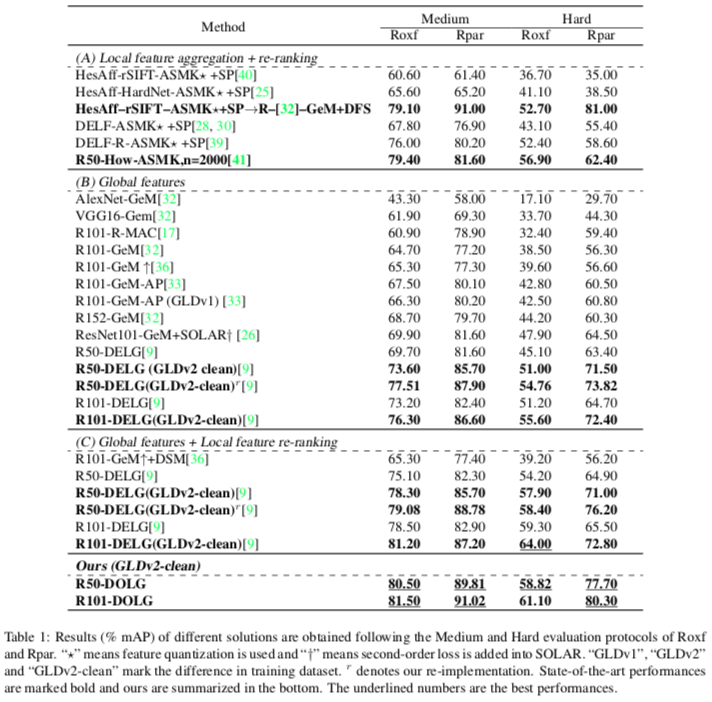 Method Medium Hard
Roxf Rpar Roxf Rpar
(A) Local feature aggregation + re-ranking
HesAff-rSIFT-ASMK⋆ +SP[40] 60.60 61.40 36.70 35.00
HesAff-HardNet-ASMK⋆ +SP[25] 65.60 65.20 41.10 38.50
HesAff–rSIFT–ASMK⋆+SP→R–[32]–GeM+DFS 79.10 91.00 52.70 81.00
DELF-ASMK⋆ +SP[28, 30] 67.80 76.90 43.10 55.40
DELF-R-ASMK⋆ +SP[39] 76.00 80.20 52.40 58.60
R50-How-ASMK,n=2000[41] 79.40 81.60 56.90 62.40
(B) Global features
AlexNet-GeM[32] 43.30 58.00 17.10 29.70
VGG16-Gem[32] 61.90 69.30 33.70 44.30
R101-R-MAC[17] 60.90 78.90 32.40 59.40
R101-GeM[32] 64.70 77.20 38.50 56.30
R101-GeM †[36] 65.30 77.30 39.60 56.60
R101-GeM-AP[33] 67.50 80.10 42.80 60.50
R101-GeM-AP (GLDv1) [33] 66.30 80.20 42.50 60.80
R152-GeM[32] 68.70 79.70 44.20 60.30
ResNet101-GeM+SOLAR† [26] 69.90 81.60 47.90 64.50
R50-DELG[9] 69.70 81.60 45.10 63.40
R50-DELG (GLDv2 clean)[9] 73.60 85.70 51.00 71.50
R50-DELG(GLDv2-clean)ʳ[9] 77.51 87.90 54.76 73.82
R101-DELG[9] 73.20 82.40 51.20 64.70
R101-DELG(GLDv2-clean)[9] 76.30 86.60 55.60 72.40
(C) Global features + Local feature re-ranking
R101-GeM†+DSM[36] 65.30 77.40 39.20 56.20
R50-DELG[9] 75.10 82.30 54.20 64.90
R50-DELG(GLDv2-clean)[9] 78.30 85.70 57.90 71.00
R50-DELG(GLDv2-clean)ʳ[9] 79.08 88.78 58.40 76.20
R101-DELG[9] 78.50 82.90 59.30 65.50
R101-DELG(GLDv2-clean)[9] 81.20 87.20 64.00 72.80
Ours (GLDv2-clean)
R50-DOLG 80.50 89.81 58.82 77.70
R101-DOLG 81.50 91.02 61.10 80.30
Table 1: Results (% mAP) of different solutions are obtained following the Medium and Hard evaluation protocols of Roxf
and Rpar. “⋆” means feature quantization is used and “†” means second-order loss is added into SOLAR. “GLDv1”, “GLDv2”
and “GLDv2-clean” mark the difference in training dataset. ʳ denotes our re-implementation. State-of-the-art performances
are marked bold and ours are summarized in the bottom. The underlined numbers are the best performances.